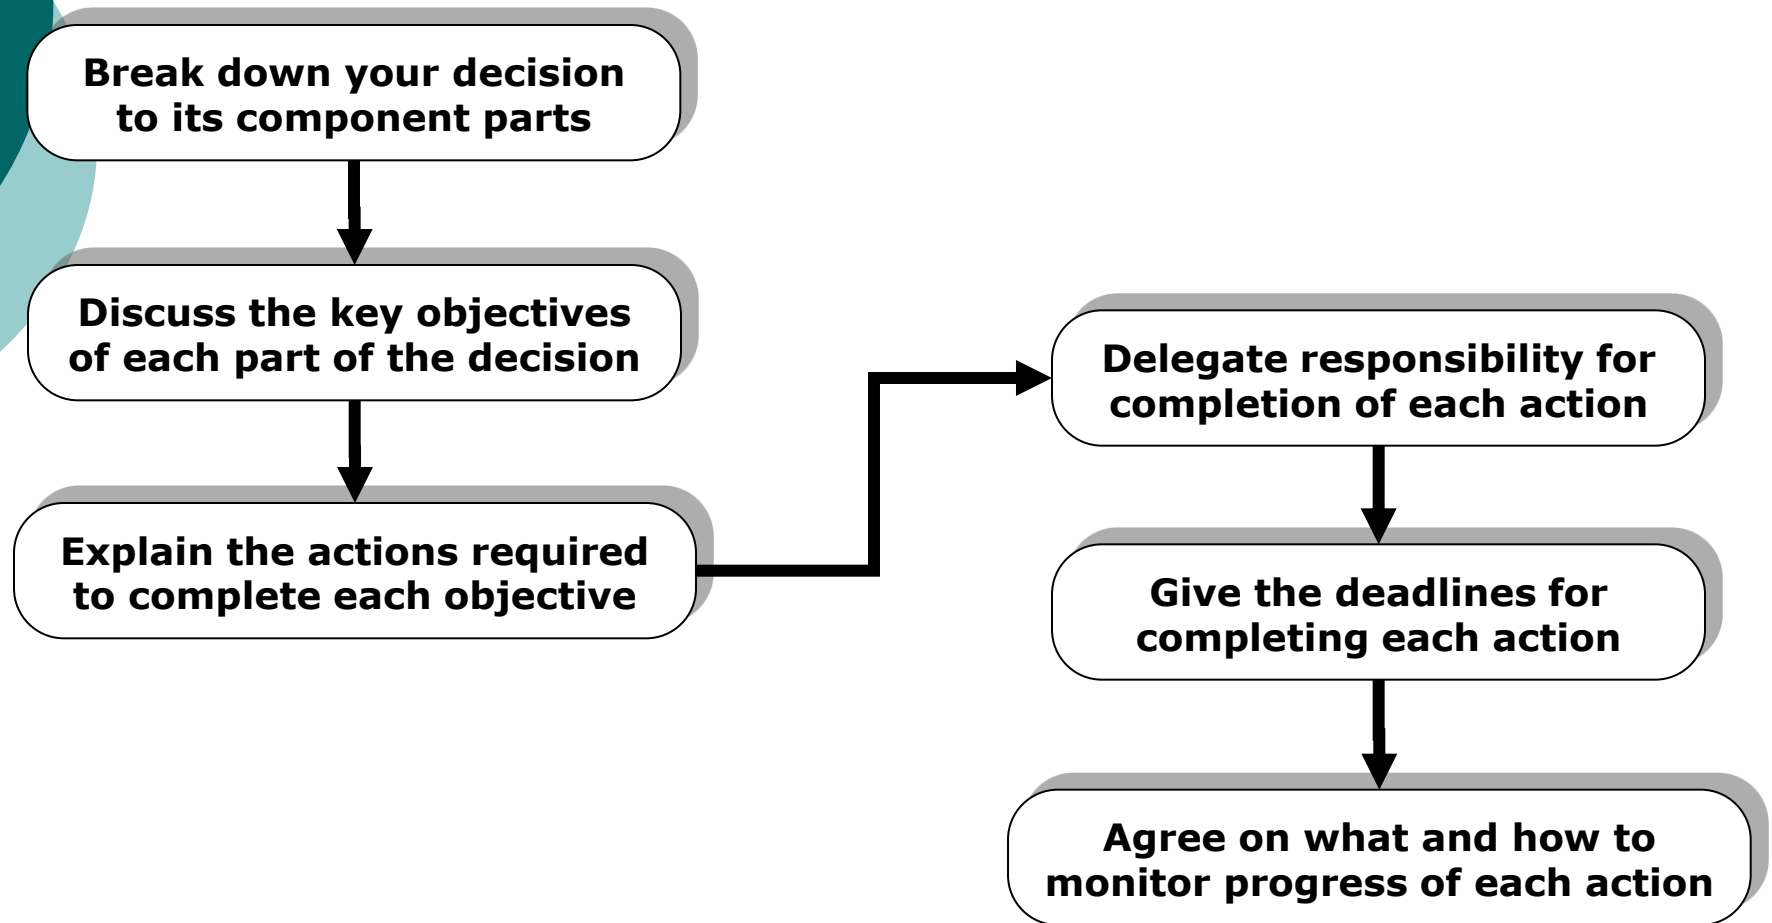 Break down your decision
to its component parts
Discuss the key objectives
of each part of the decision
Explain the actions required
to complete each objective
Delegate responsibility for
completion of each action
Give the deadlines for
completing each action
Agree on what and how to
monitor progress of each action